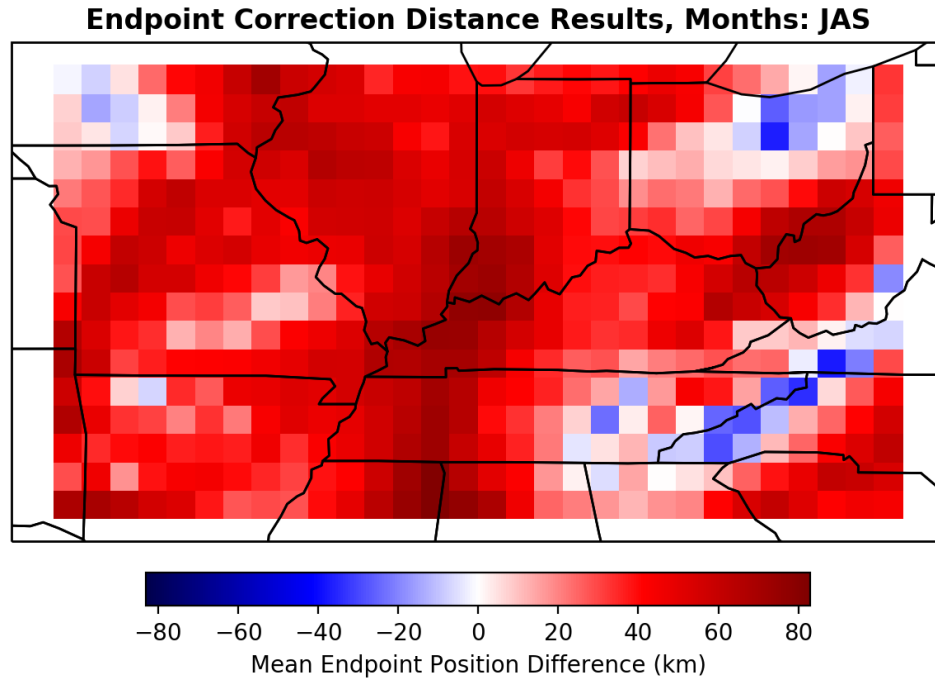 Endpoint Correction Distance Results, Months: JAS
−80 −60 −40 −20 0 20 40 60 80
Mean Endpoint Position Difference (km)